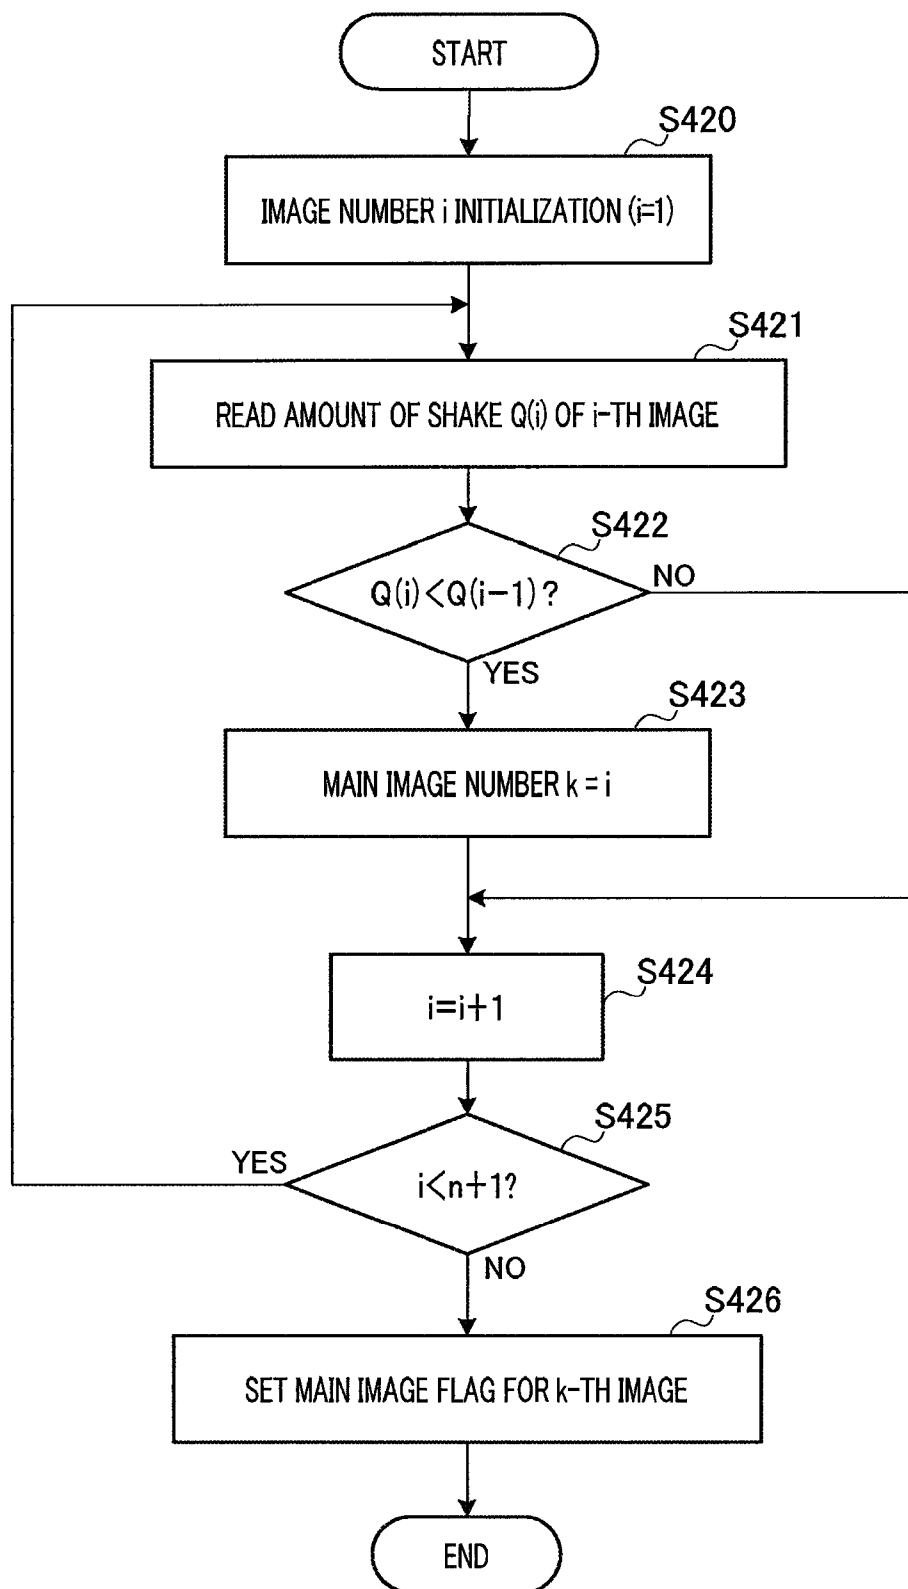 START
S420
IMAGE NUMBER i INITIALIZATION (i=1)
S421
READ AMOUNT OF SHAKE Q(i) OF i-TH IMAGE
S422
Q(i)<Q(i-1)?
NO
YES
S423
MAIN IMAGE NUMBER k = i
S424
i=i+1
S425
YES
i<n+1?
NO
S426
SET MAIN IMAGE FLAG FOR k-TH IMAGE
END